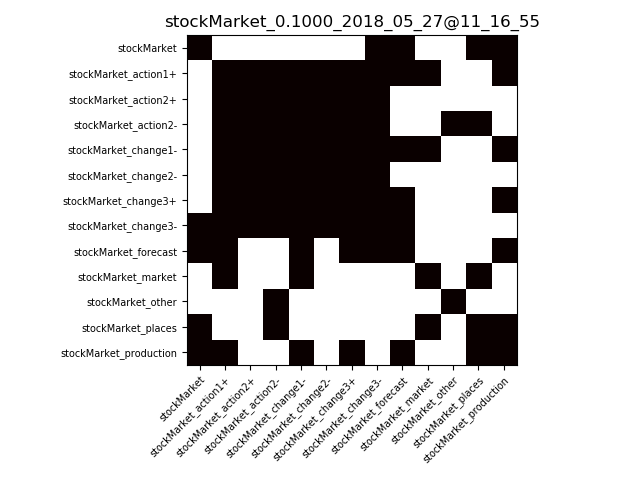 stockMarket_0.1000_2018_05_27@11_16_55
stockMarket
stockMarket_action1+
stockMarket_action2+
stockMarket_action2-
stockMarket_change1-
stockMarket_change2-
stockMarket_change3+
stockMarket_change3-
stockMarket_forecast
stockMarket_market
stockMarket_other
stockMarket_places
stockMarket_production
stockMarket
stockMarket_action1+
stockMarket_action2+
stockMarket_action2-
stockMarket_change1-
stockMarket_change2-
stockMarket_change3+
stockMarket_change3-
stockMarket_forecast
stockMarket_market
stockMarket_other
stockMarket_places
stockMarket_production